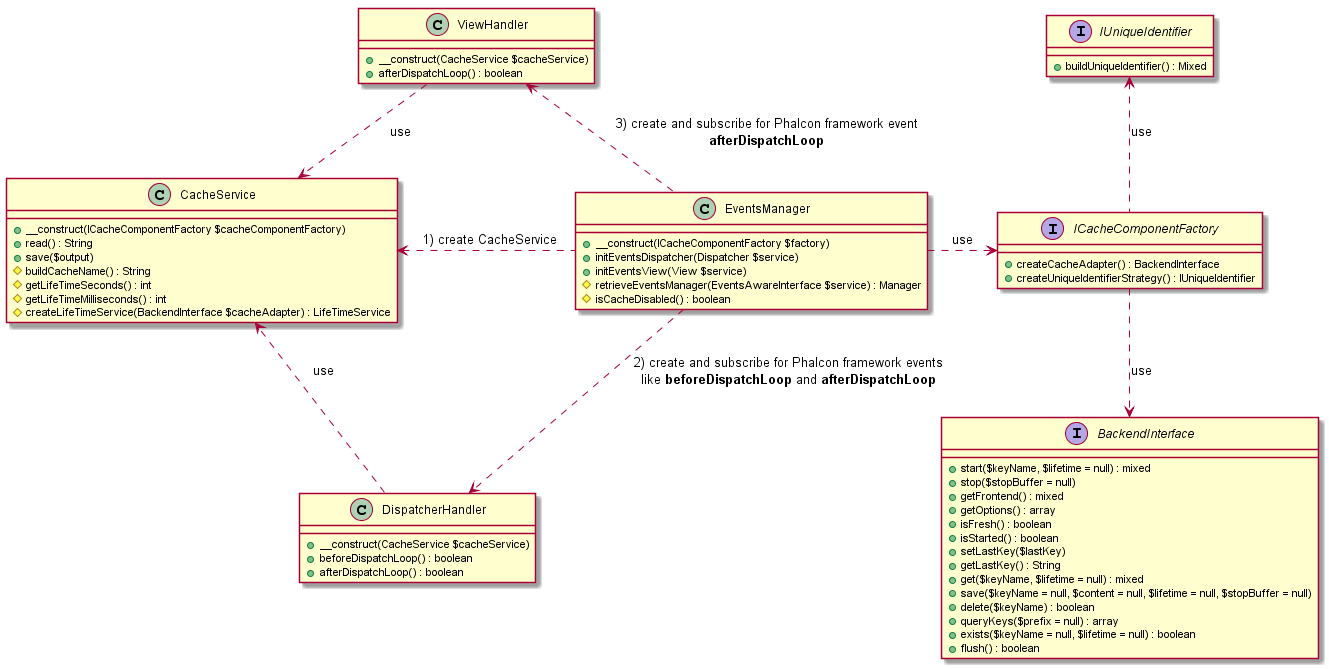 C ViewHandler
__construct(CacheService $cacheService)
afterDispatchLoop() : boolean
I IUniqueIdentifier
buildUniqueIdentifier() : Mixed
use
3) create and subscribe for Phalcon framework event
afterDispatchLoop
use
C CacheService
__construct(ICacheComponentFactory $cacheComponentFactory)
read() : String
save($output)
buildCacheName() : String
getLifeTimeSeconds() : int
getLifeTimeMilliseconds() : int
createLifeTimeService(BackendInterface $cacheAdapter) : LifeTimeService
1) create CacheService
C EventsManager
__construct(ICacheComponentFactory $factory)
initEventsDispatcher(Dispatcher $service)
initEventsView(View $service)
retrieveEventsManager(EventsAwareInterface $service) : Manager
isCacheDisabled() : boolean
use
I ICacheComponentFactory
createCacheAdapter() : BackendInterface
createUniqueIdentifierStrategy() : IUniqueIdentifier
use
2) create and subscribe for Phalcon framework events
like beforeDispatchLoop and afterDispatchLoop
use
C DispatcherHandler
__construct(CacheService $cacheService)
beforeDispatchLoop() : boolean
afterDispatchLoop() : boolean
I BackendInterface
start($keyName, $lifetime = null) : mixed
stop($stopBuffer = null)
getFrontend() : mixed
getOptions() : array
isFresh() : boolean
isStarted() : boolean
setLastKey($lastKey)
getLastKey() : String
get($keyName, $lifetime = null) : mixed
save($keyName = null, $content = null, $lifetime = null, $stopBuffer = null)
delete($keyName) : boolean
queryKeys($prefix = null) : array
exists($keyName = null, $lifetime = null) : boolean
flush() : boolean